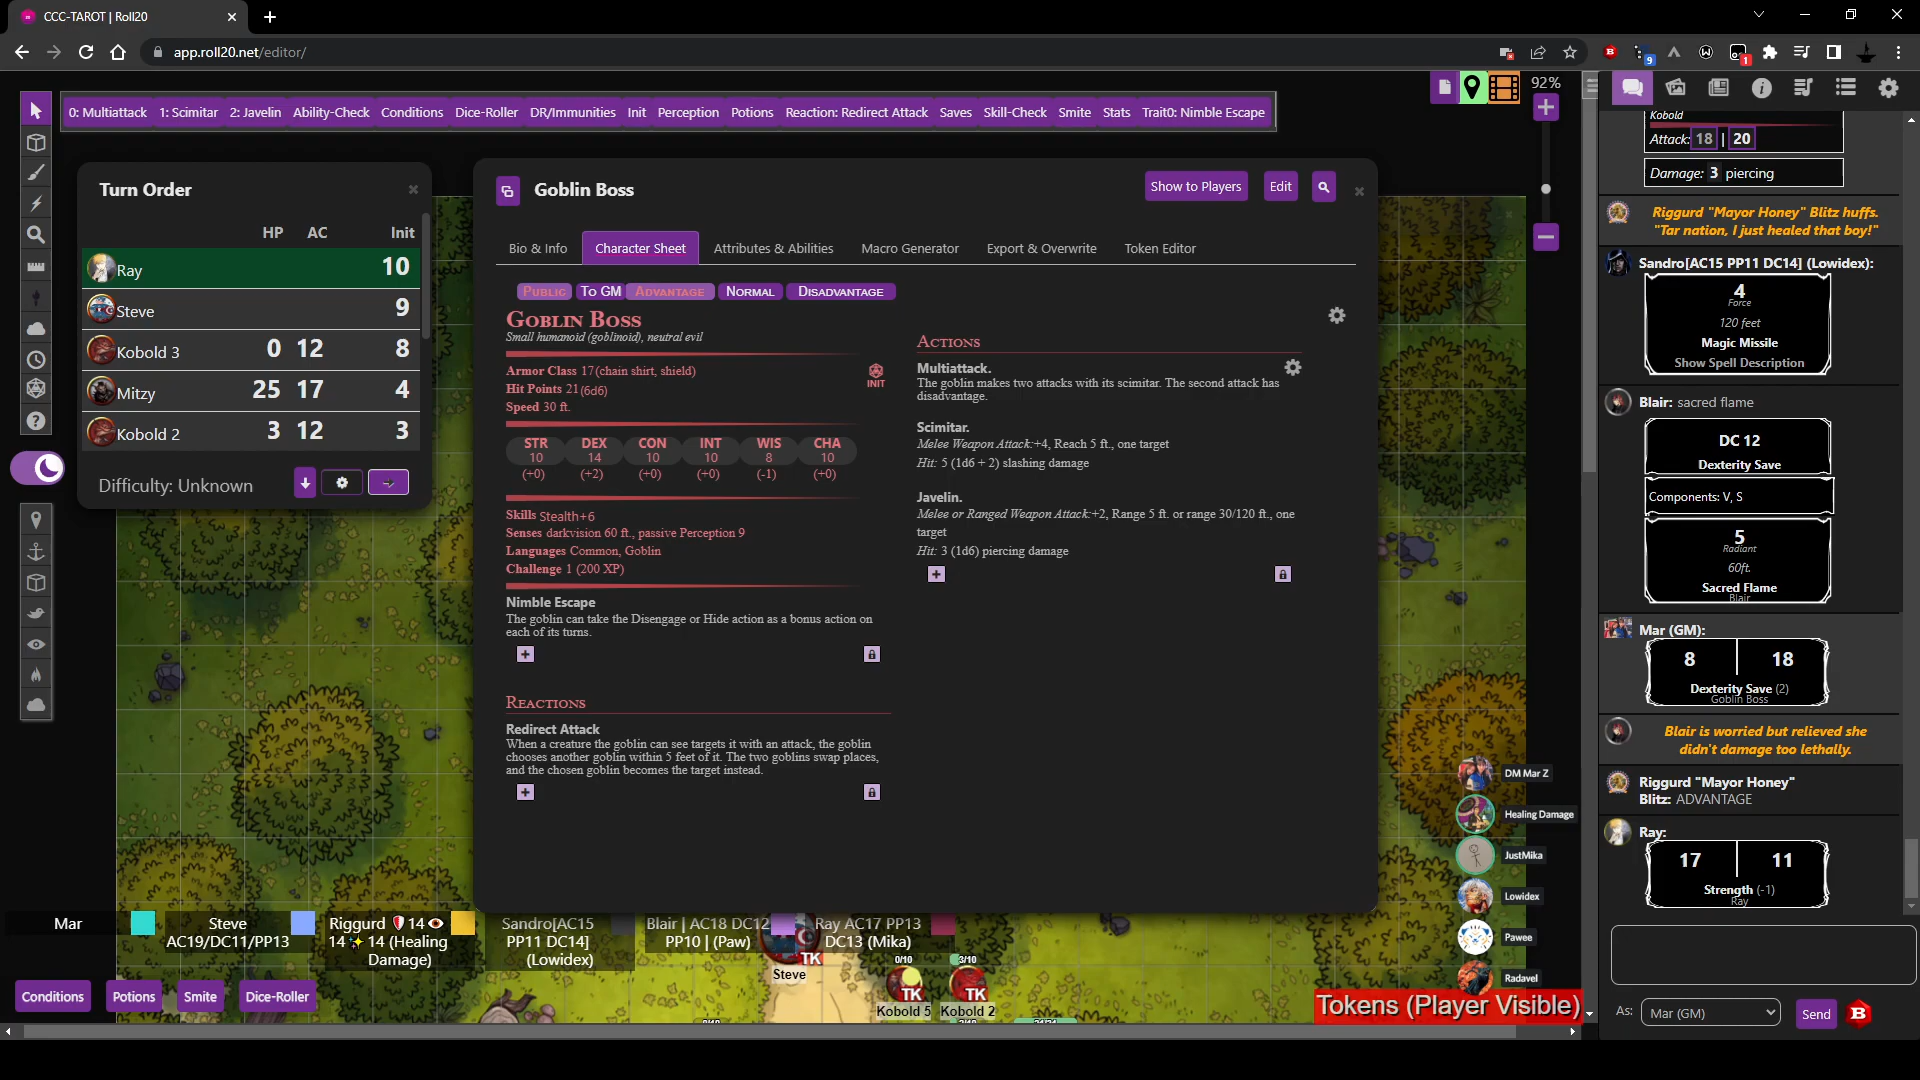 CCC-TAROT | Roll20
app.roll20.net/editor/
9
1
0: Multiattack 1: Scimitar 2: Javelin Ability-Check Conditions Dice-Roller DR/Immunities Init Perception Potions Reaction: Redirect Attack Saves Skill-Check Smite Stats Trait0: Nimble Escape
92%
Turn Order
HP AC Init
Ray 10
Steve 9
Kobold 3 0 12 8
Mitzy 25 17 4
Kobold 2 3 12 3
Difficulty: Unknown
Goblin Boss
Show to Players Edit
Bio & Info Character Sheet Attributes & Abilities Macro Generator Export & Overwrite Token Editor
Public To GM Advantage Normal Disadvantage
Goblin Boss
Small humanoid (goblinoid), neutral evil
Armor Class 17(chain shirt, shield)
Hit Points 21(6d6)
Speed 30 ft.
INIT
STR DEX CON INT WIS CHA
10 14 10 10 8 10
(+0) (+2) (+0) (+0) (-1) (+0)
Skills Stealth+6
Senses darkvision 60 ft., passive Perception 9
Languages Common, Goblin
Challenge 1 (200 XP)
Nimble Escape
The goblin can take the Disengage or Hide action as a bonus action on
each of its turns.
Reactions
Redirect Attack
When a creature the goblin can see targets it with an attack, the goblin
chooses another goblin within 5 feet of it. The two goblins swap places,
and the chosen goblin becomes the target instead.
Actions
Multiattack.
The goblin makes two attacks with its scimitar. The second attack has
disadvantage.
Scimitar.
Melee Weapon Attack:+4, Reach 5 ft., one target
Hit: 5 (1d6 + 2) slashing damage
Javelin.
Melee or Ranged Weapon Attack:+2, Range 5 ft. or range 30/120 ft., one
target
Hit: 3 (1d6) piercing damage
Kobold
Attack: 18 | 20
Damage: 3 piercing
Riggurd "Mayor Honey" Blitz huffs.
"Tar nation, I just healed that boy!"
Sandro[AC15 PP11 DC14] (Lowidex):
4
Force
120 feet
Magic Missile
Show Spell Description
Blair: sacred flame
DC 12
Dexterity Save
Components: V, S
5
Radiant
60ft.
Sacred Flame
Blair
Mar (GM):
8 18
Dexterity Save (2)
Goblin Boss
Blair is worried but relieved she
didn't damage too lethally.
Riggurd "Mayor Honey"
Blitz: ADVANTAGE
Ray:
17 11
Strength (-1)
Ray
As: Mar (GM) Send B
DM Mar Z
Healing Damage
JustMika
Lowidex
Pawee
Radavel
Mar
Steve
AC19/DC11/PP13
Riggurd 14
14 14 (Healing
Damage)
Sandro[AC15
PP11 DC14]
(Lowidex)
Blair | AC18 DC12
PP10 | (Paw)
Ray AC17 PP13
DC13 (Mika)
TK
Steve
0/10
TK
Kobold 5
3/10
TK
Kobold 2
Tokens (Player Visible)
Conditions Potions Smite Dice-Roller